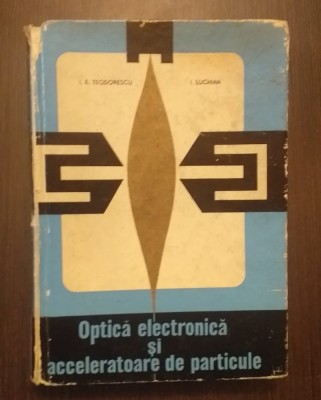 I. E. TEODORESCU
I. LUCHIAN
Optică electronică
și
acceleratoare de particule